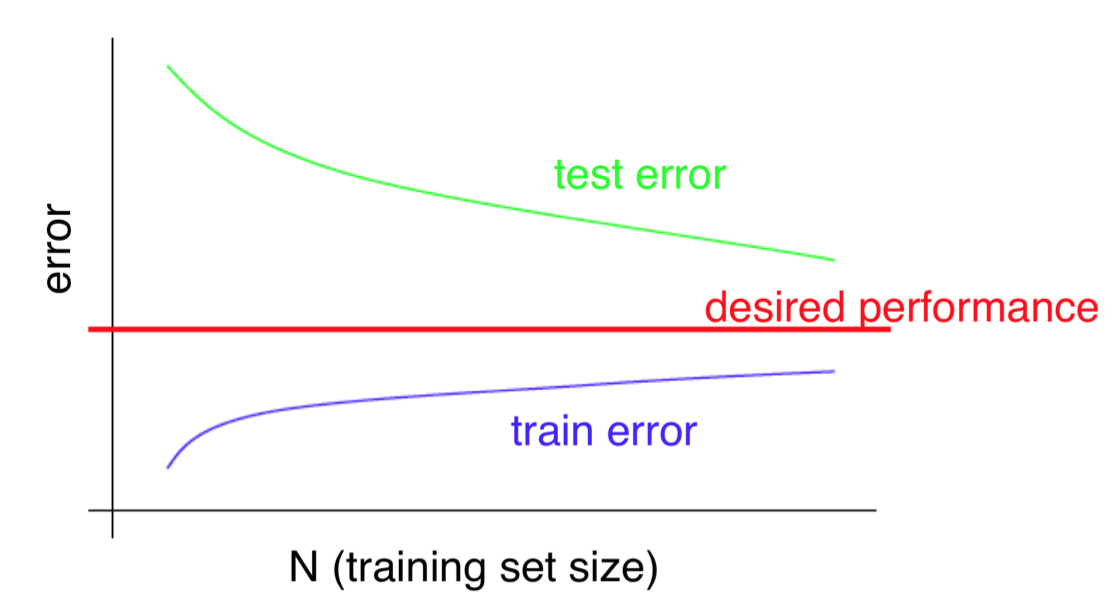 test error
error
desired performance
train error
N (training set size)